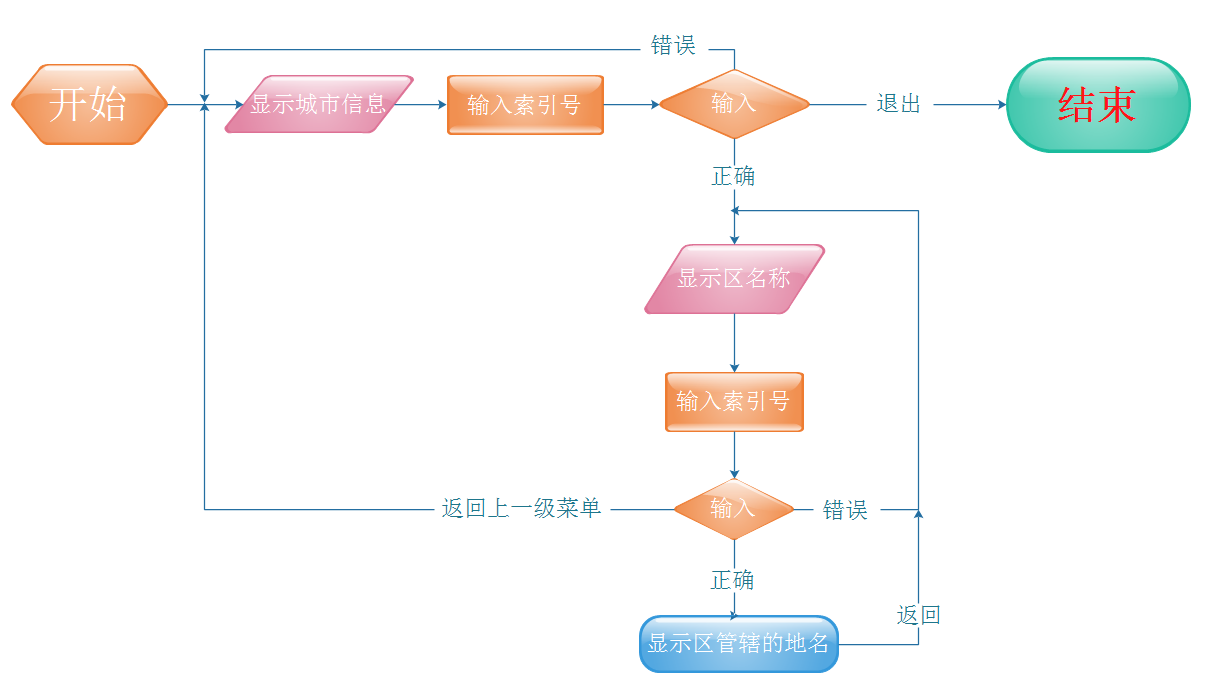 错误
开始
显示城市信息
输入索引号
输入
退出
结束
正确
显示区名称
输入索引号
返回上一级菜单
输入
错误
正确
返回
显示区管辖的地名